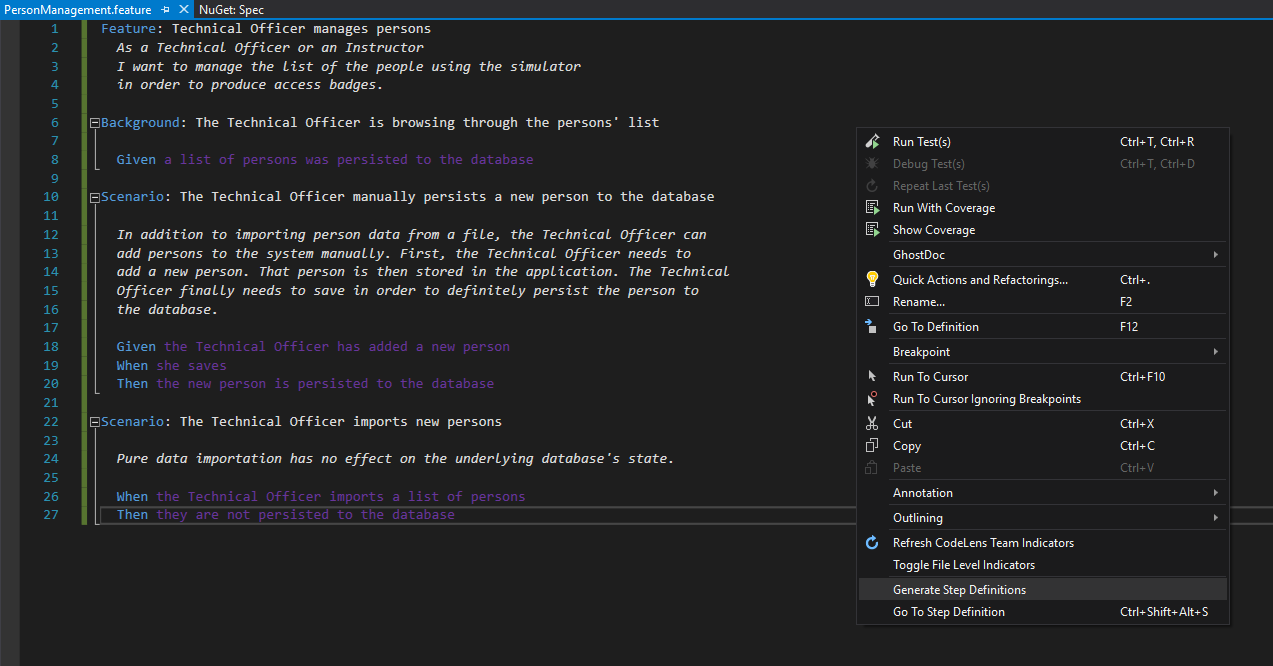 PersonManagement.feature NuGet: Spec
1 Feature: Technical Officer manages persons
2 As a Technical Officer or an Instructor
3 I want to manage the list of the people using the simulator
4 in order to produce access badges.
5
6 Background: The Technical Officer is browsing through the persons' list
7
8 Given a list of persons was persisted to the database
9
10 Scenario: The Technical Officer manually persists a new person to the database
11
12 In addition to importing person data from a file, the Technical Officer can
13 add persons to the system manually. First, the Technical Officer needs to
14 add a new person. That person is then stored in the application. The Technical
15 Officer finally needs to save in order to definitely persist the person to
16 the database.
17
18 Given the Technical Officer has added a new person
19 When she saves
20 Then the new person is persisted to the database
21
22 Scenario: The Technical Officer imports new persons
23
24 Pure data importation has no effect on the underlying database's state.
25
26 When the Technical Officer imports a list of persons
27 Then they are not persisted to the database
Run Test(s) Ctrl+T, Ctrl+R
Debug Test(s) Ctrl+T, Ctrl+D
Repeat Last Test(s)
Run With Coverage
Show Coverage
GhostDoc
Quick Actions and Refactorings... Ctrl+.
Rename... F2
Go To Definition F12
Breakpoint
Run To Cursor Ctrl+F10
Run To Cursor Ignoring Breakpoints
Cut Ctrl+X
Copy Ctrl+C
Paste Ctrl+V
Annotation
Outlining
Refresh CodeLens Team Indicators
Toggle File Level Indicators
Generate Step Definitions
Go To Step Definition Ctrl+Shift+Alt+S